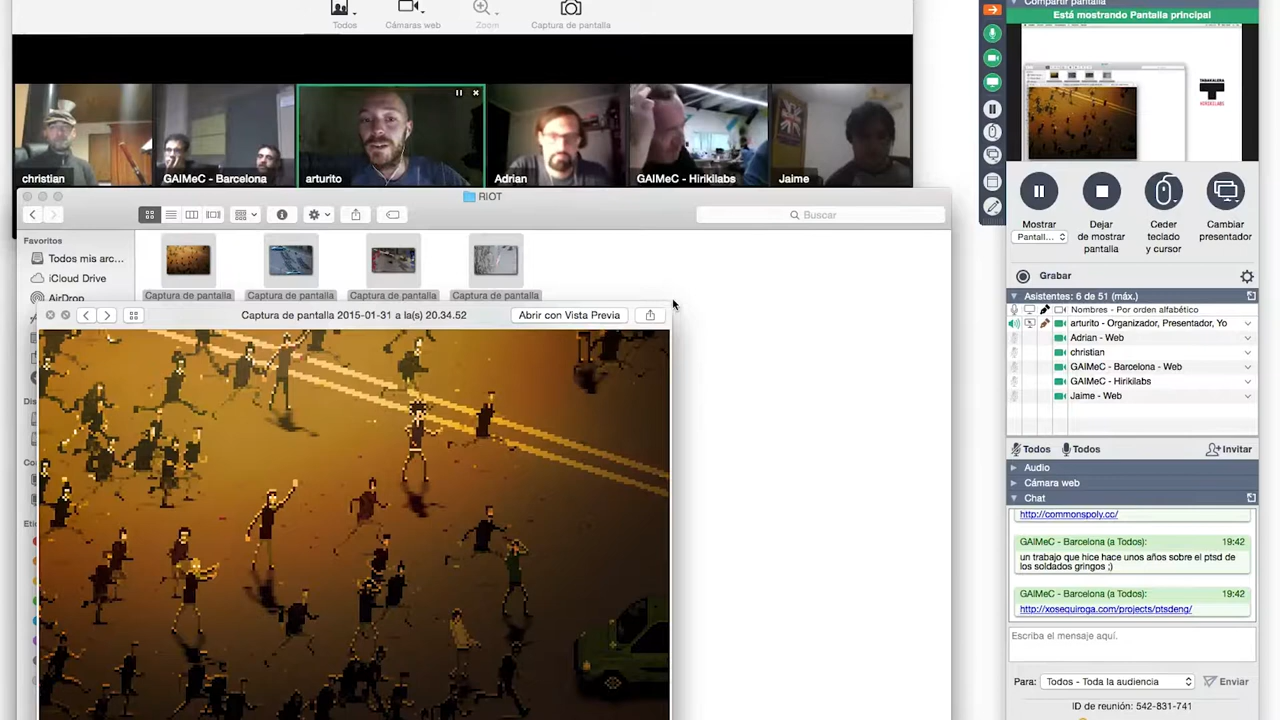 Compartir pantalla
Está mostrando Pantalla principal
Todos
Cámaras web
Zoom
Captura de pantalla
TABAKALERA
HIRIKILABS
christian
GAIMeC - Barcelona
arturito
Adrian
GAIMeC - Hirikilabs
Jaime
RIOT
Buscar
Favoritos
Todos mis arc...
iCloud Drive
AirDrop
Captura de pantalla
Captura de pantalla
Captura de pantalla
Captura de pantalla
Captura de pantalla 2015-01-31 a la(s) 20.34.52
Abrir con Vista Previa
Mostrar
Pantall...
Dejar
de mostrar
pantalla
Ceder
teclado
y cursor
Cambiar
presentador
Grabar
Asistentes: 6 de 51 (máx.)
Nombres - Por orden alfabético
arturito - Organizador, Presentador, Yo
Adrian - Web
christian
GAIMeC - Barcelona - Web
GAIMeC - Hirikilabs
Jaime - Web
Todos
Todos
Invitar
Audio
Cámara web
Chat
http://commonspoly.cc/
GAIMeC - Barcelona (a Todos): 19:42
un trabajo que hice hace unos años sobre el ptsd de
los soldados gringos ;)
GAIMeC - Barcelona (a Todos): 19:42
http://xosequiroga.com/projects/ptsdeng/
Escriba el mensaje aquí.
Para:
Todos - Toda la audiencia
Enviar
ID de reunión: 542-831-741